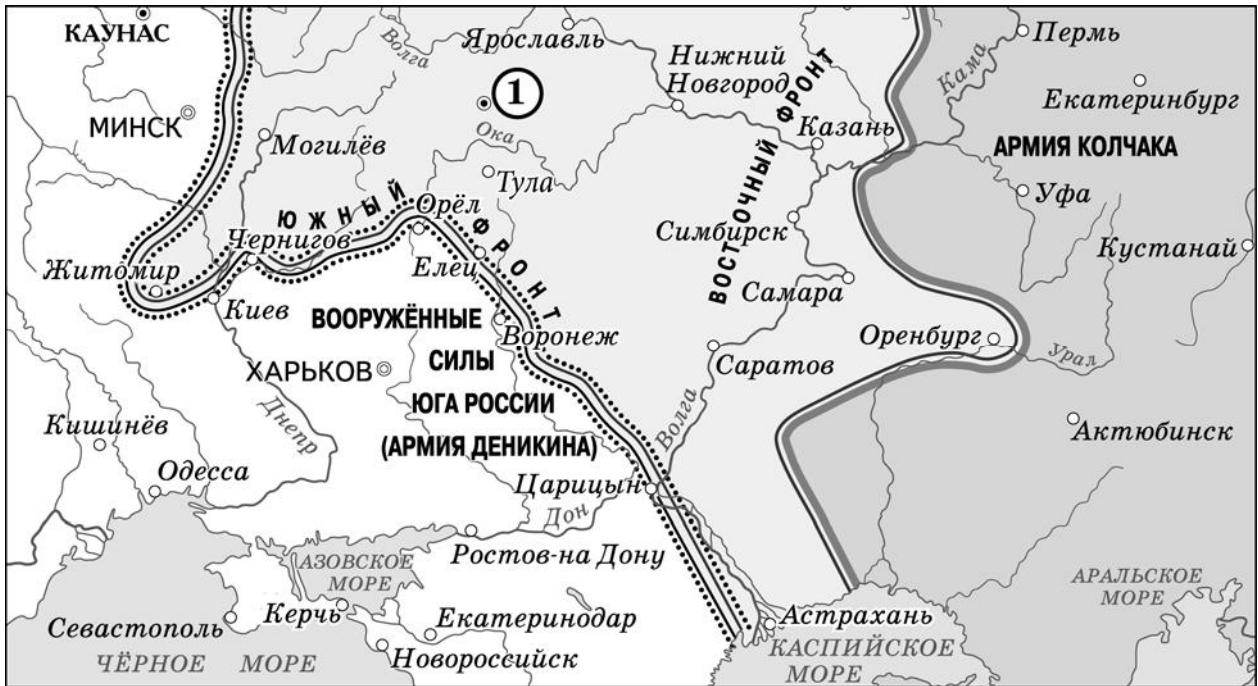 КАУНАС
МИНСК
Могилёв
Волга
Ярославль
1
Ока
Тула
Нижний
Новгород
Казань
Кама
Пермь
Екатеринбург
АРМИЯ КОЛЧАКА
Уфа
Кустанай
ВОСТОЧНЫЙ ФРОНТ
Симбирск
Самара
Оренбург
Урал
Саратов
Волга
Актюбинск
ЮЖНЫЙ ФРОНТ
Орёл
Чернигов
Житомир
Киев
Елец
Воронеж
ВООРУЖЁННЫЕ
СИЛЫ
ЮГА РОССИИ
(АРМИЯ ДЕНИКИНА)
ХАРЬКОВ
Днепр
Кишинёв
Одесса
Царицын
Дон
Ростов-на Дону
АЗОВСКОЕ
МОРЕ
Керчь
Екатеринодар
Севастополь
Новороссийск
ЧЁРНОЕ МОРЕ
Астрахань
КАСПИЙСКОЕ
МОРЕ
АРАЛЬСКОЕ
МОРЕ